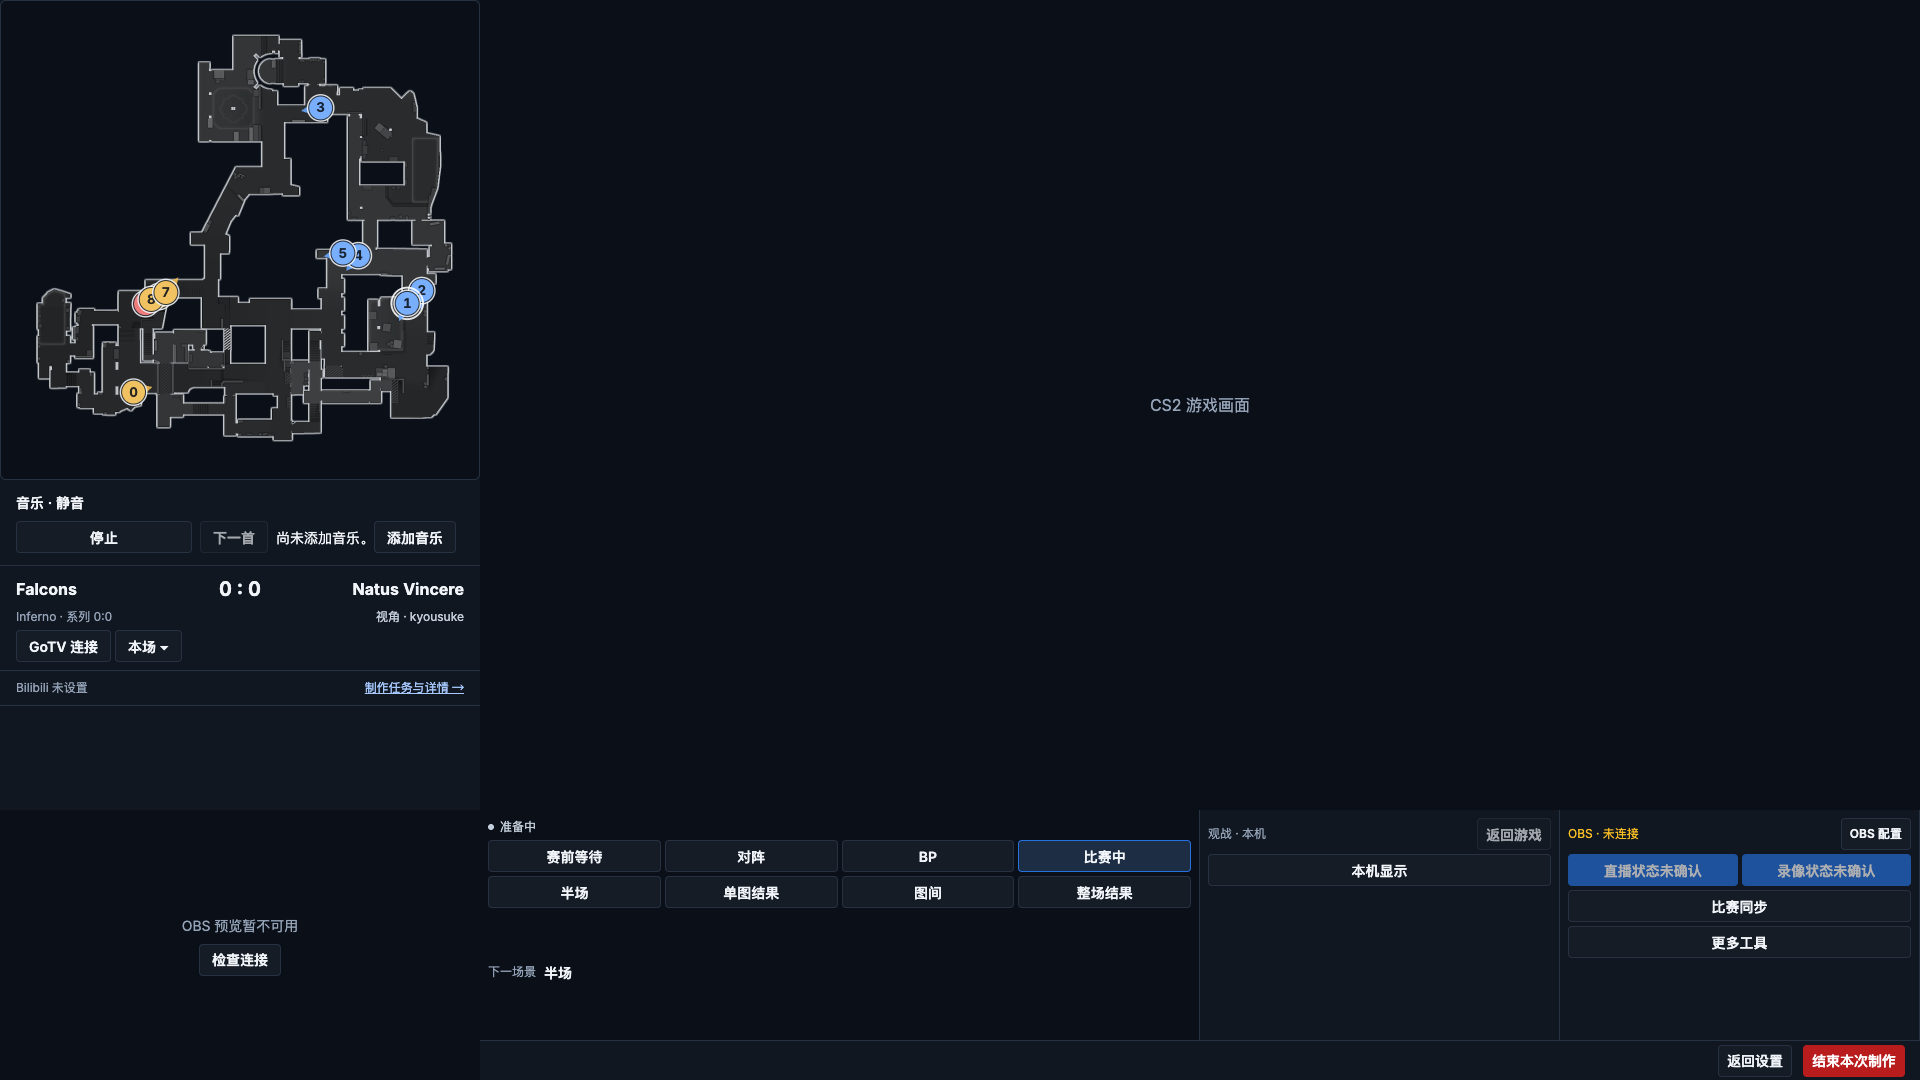 3
5
4
2
1
8
7
0
音乐 · 静音
停止
下一首
尚未添加音乐。
添加音乐
Falcons
0 : 0
Natus Vincere
Inferno · 系列 0:0
视角 · kyousuke
GoTV 连接
本场
Bilibili 未设置
制作任务与详情 →
CS2 游戏画面
OBS 预览暂不可用
检查连接
准备中
赛前等待
对阵
BP
比赛中
半场
单图结果
图间
整场结果
下一场景 半场
观战 · 本机
返回游戏
本机显示
OBS · 未连接
OBS 配置
直播状态未确认
录像状态未确认
比赛同步
更多工具
返回设置
结束本次制作